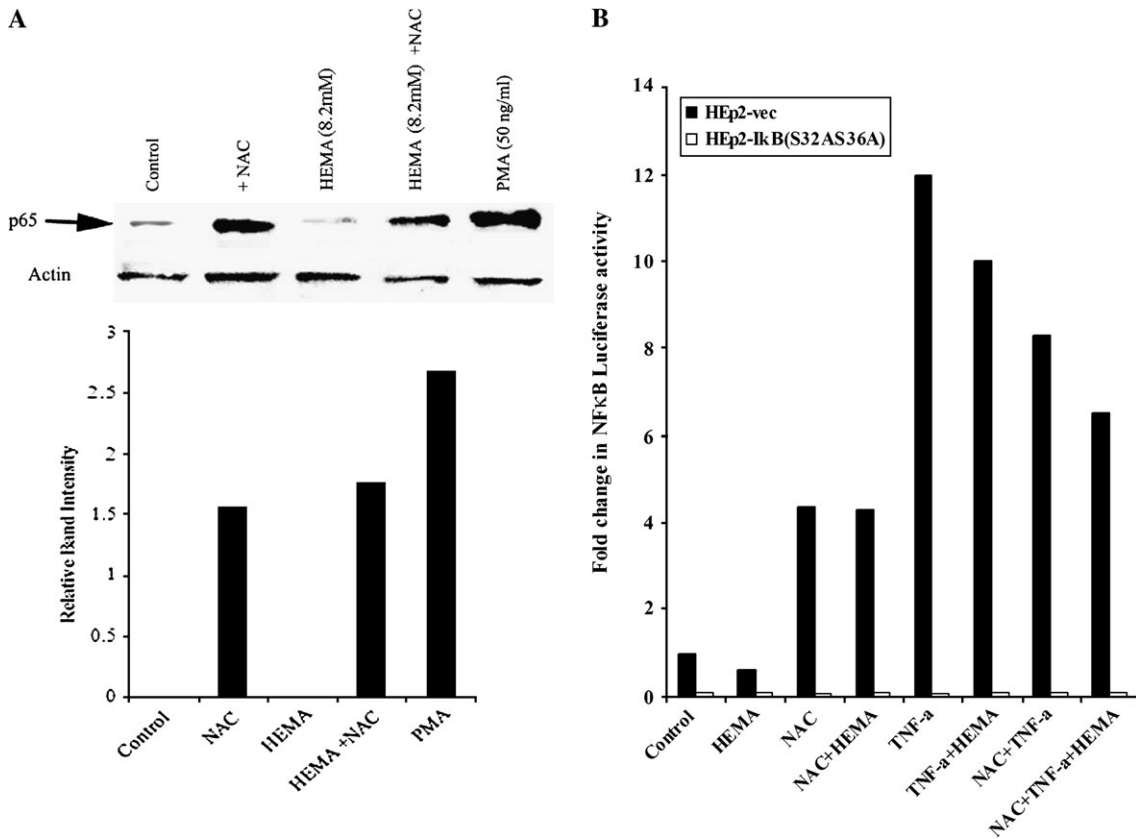 A
Control
+ NAC
HEMA (8.2mM)
HEMA (8.2mM) +NAC
PMA (50 ng/ml)
p65
Actin
3
2.5
2
1.5
1
0.5
0
Relative Band Intensity
Control
NAC
HEMA
HEMA +NAC
PMA
B
14
12
10
8
6
4
2
0
Fold change in NFκB Luciferase activity
HEp2-vec
HEp2-IkB(S32AS36A)
Control
HEMA
NAC
NAC+HEMA
TNF-a
TNF-a+HEMA
NAC+TNF-a
NAC+TNF-a+HEMA